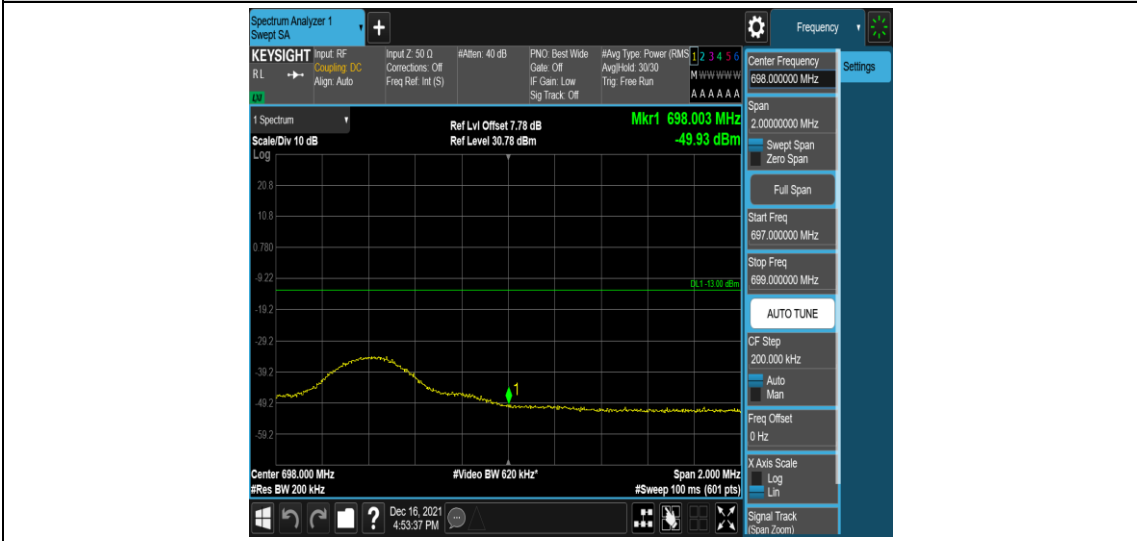 Spectrum Analyzer 1
Swept SA
+
Frequency
KEYSIGHT
RL
Input: RF
Coupling: DC
Align: Auto
Input Z: 50 Ω
Corrections: Off
Freq Ref: Int (S)
#Atten: 40 dB
PNO: Best Wide
Gate: Off
IF Gain: Low
Sig Track: Off
#Avg Type: Power (RMS
Avg|Hold: 30/30
Trig: Free Run
1 2 3 4 5 6
M W W W W W
A A A A A A
1 Spectrum
Scale/Div 10 dB
Log
Ref Lvl Offset 7.78 dB
Ref Level 30.78 dBm
Mkr1 698.003 MHz
-49.93 dBm
20.8
10.8
0.780
-9.22
-19.2
-29.2
-39.2
-49.2
-59.2
DL1 -13.00 dBm
1
Center 698.000 MHz
#Res BW 200 kHz
#Video BW 620 kHz*
Span 2.000 MHz
#Sweep 100 ms (601 pts)
?
Dec 16, 2021
4:53:37 PM
Center Frequency
698.000000 MHz
Span
2.00000000 MHz
Swept Span
Zero Span
Full Span
Start Freq
697.000000 MHz
Stop Freq
699.000000 MHz
AUTO TUNE
CF Step
200.000 kHz
Auto
Man
Freq Offset
0 Hz
X Axis Scale
Log
Lin
Signal Track
(Span Zoom)
Settings